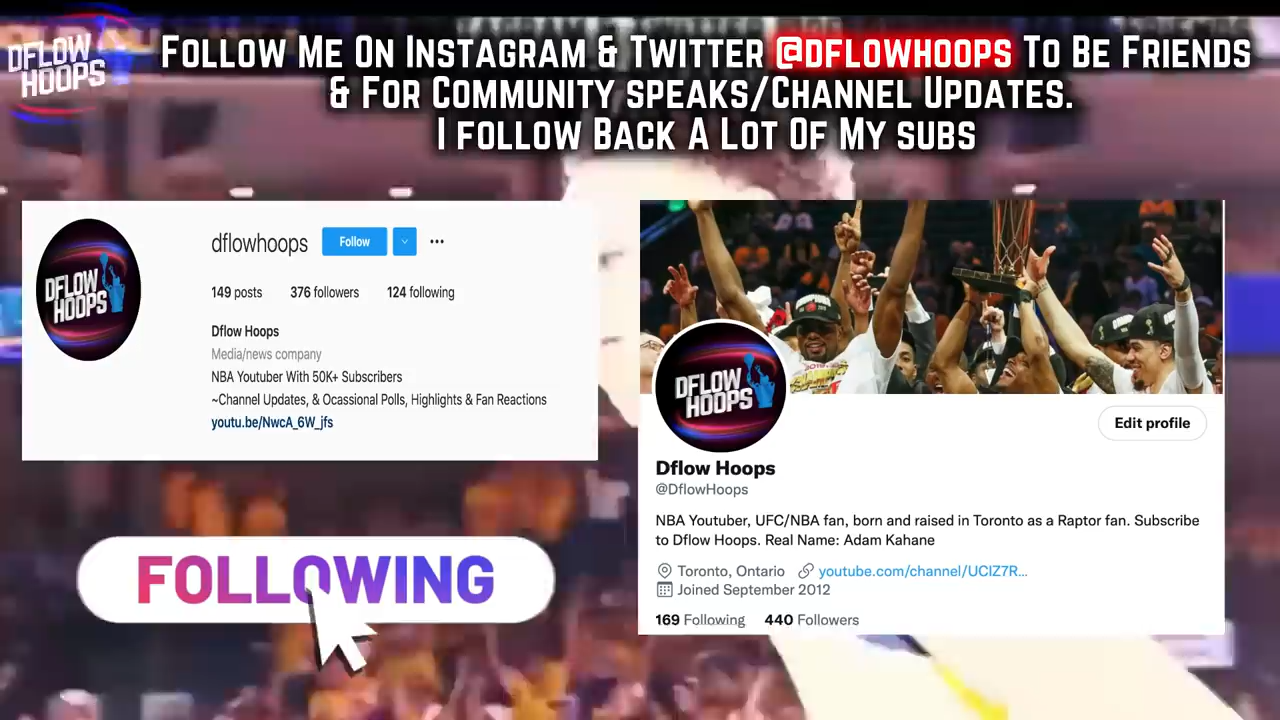 DFLOW
HOOPS
FOLLOW ME ON INSTAGRAM & TWITTER @DFLOWHOOPS TO BE FRIENDS
& FOR COMMUNITY SPEAKS/CHANNEL UPDATES.
I FOLLOW BACK A LOT OF MY SUBS
DFLOW
HOOPS
dflowhoops Follow
149 posts 376 followers 124 following
Dflow Hoops
Media/news company
NBA Youtuber With 50K+ Subscribers
~Channel Updates, & Ocassional Polls, Highlights & Fan Reactions
youtu.be/NwcA_6W_jfs
FOLLOWING
DFLOW
HOOPS
Edit profile
Dflow Hoops
@DflowHoops
NBA Youtuber, UFC/NBA fan, born and raised in Toronto as a Raptor fan. Subscribe
to Dflow Hoops. Real Name: Adam Kahane
Toronto, Ontario youtube.com/channel/UCIZ7R...
Joined September 2012
169 Following 440 Followers